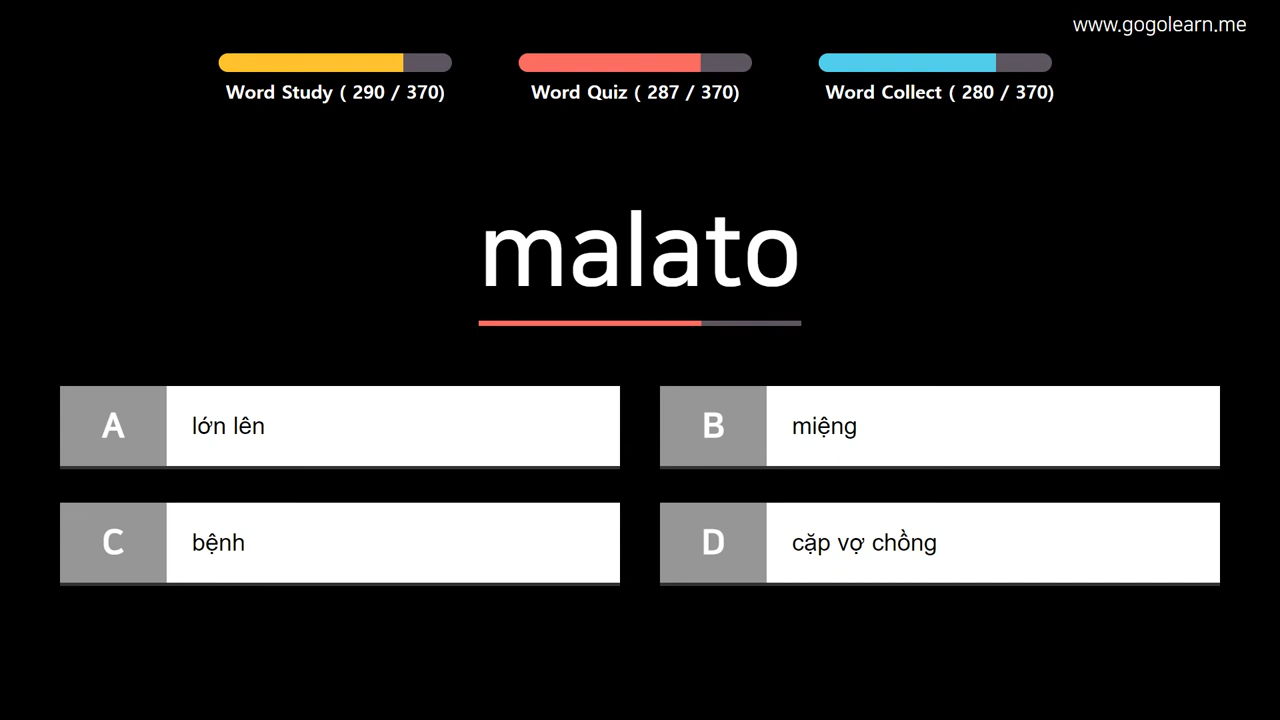 www.gogolearn.me
Word Study ( 290 / 370)
Word Quiz ( 287 / 370)
Word Collect ( 280 / 370)
malato
A lớn lên
B miệng
C bệnh
D cặp vợ chồng